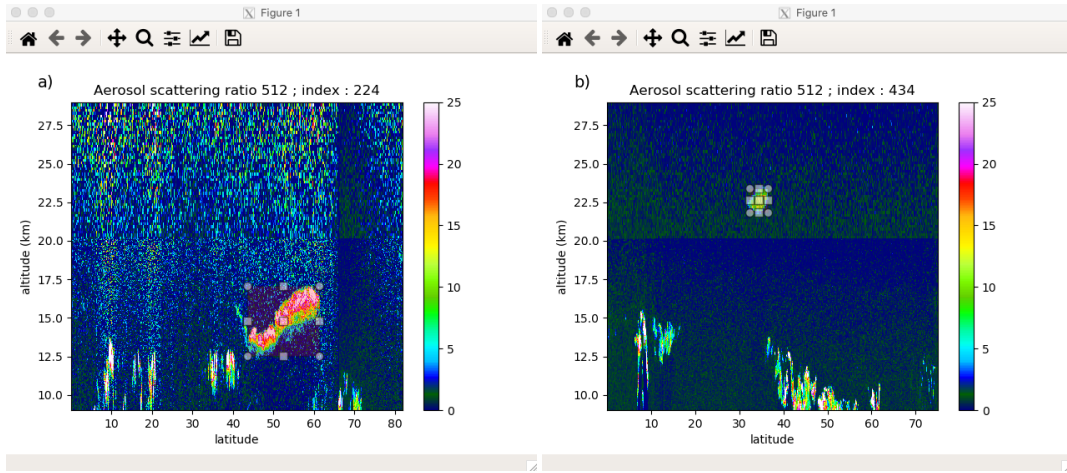 Figure 1
a)
Aerosol scattering ratio 512 ; index : 224
altitude (km)
27.5
25.0
22.5
20.0
17.5
15.0
12.5
10.0
10 20 30 40 50 60 70 80
latitude
25
20
15
10
5
0
Figure 1
b)
Aerosol scattering ratio 512 ; index : 434
altitude (km)
27.5
25.0
22.5
20.0
17.5
15.0
12.5
10.0
10 20 30 40 50 60 70
latitude
25
20
15
10
5
0